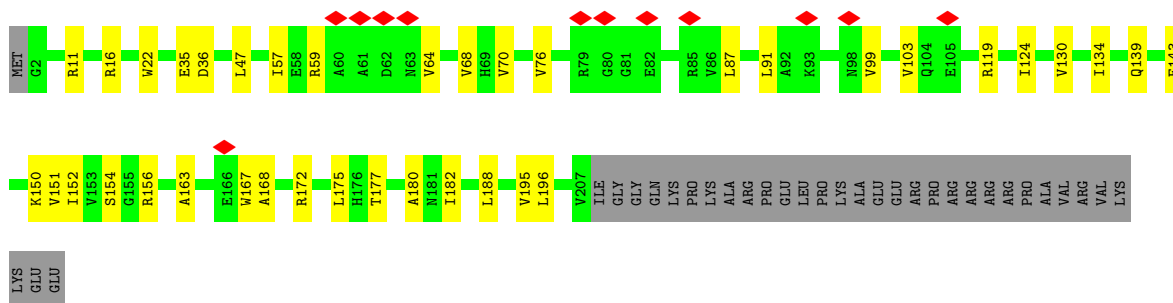 MET G2 R11 R16 W22 E35 D36 L47 I57 E58 R59 A60 A61 D62 N63 V64 V68 H69 V70 V76 R79 G80 G81 E82 R85 V86 L87 L91 A92 K93 N98 V99 V103 Q104 E105 R119 I124 V130 I134 Q139
K150 V151 I152 V153 S154 G155 R156 A163 E166 W167 A168 R172 L175 H176 T177 A180 N181 I182 L188 V195 L196 V207 ILE GLY GLY GLN LYS PRO LYS ALA ARG PRO GLU LEU PRO LYS ALA GLU GLU ARG PRO ARG ARG ARG ARG PRO ALA VAL ARG VAL LYS
LYS GLU GLU